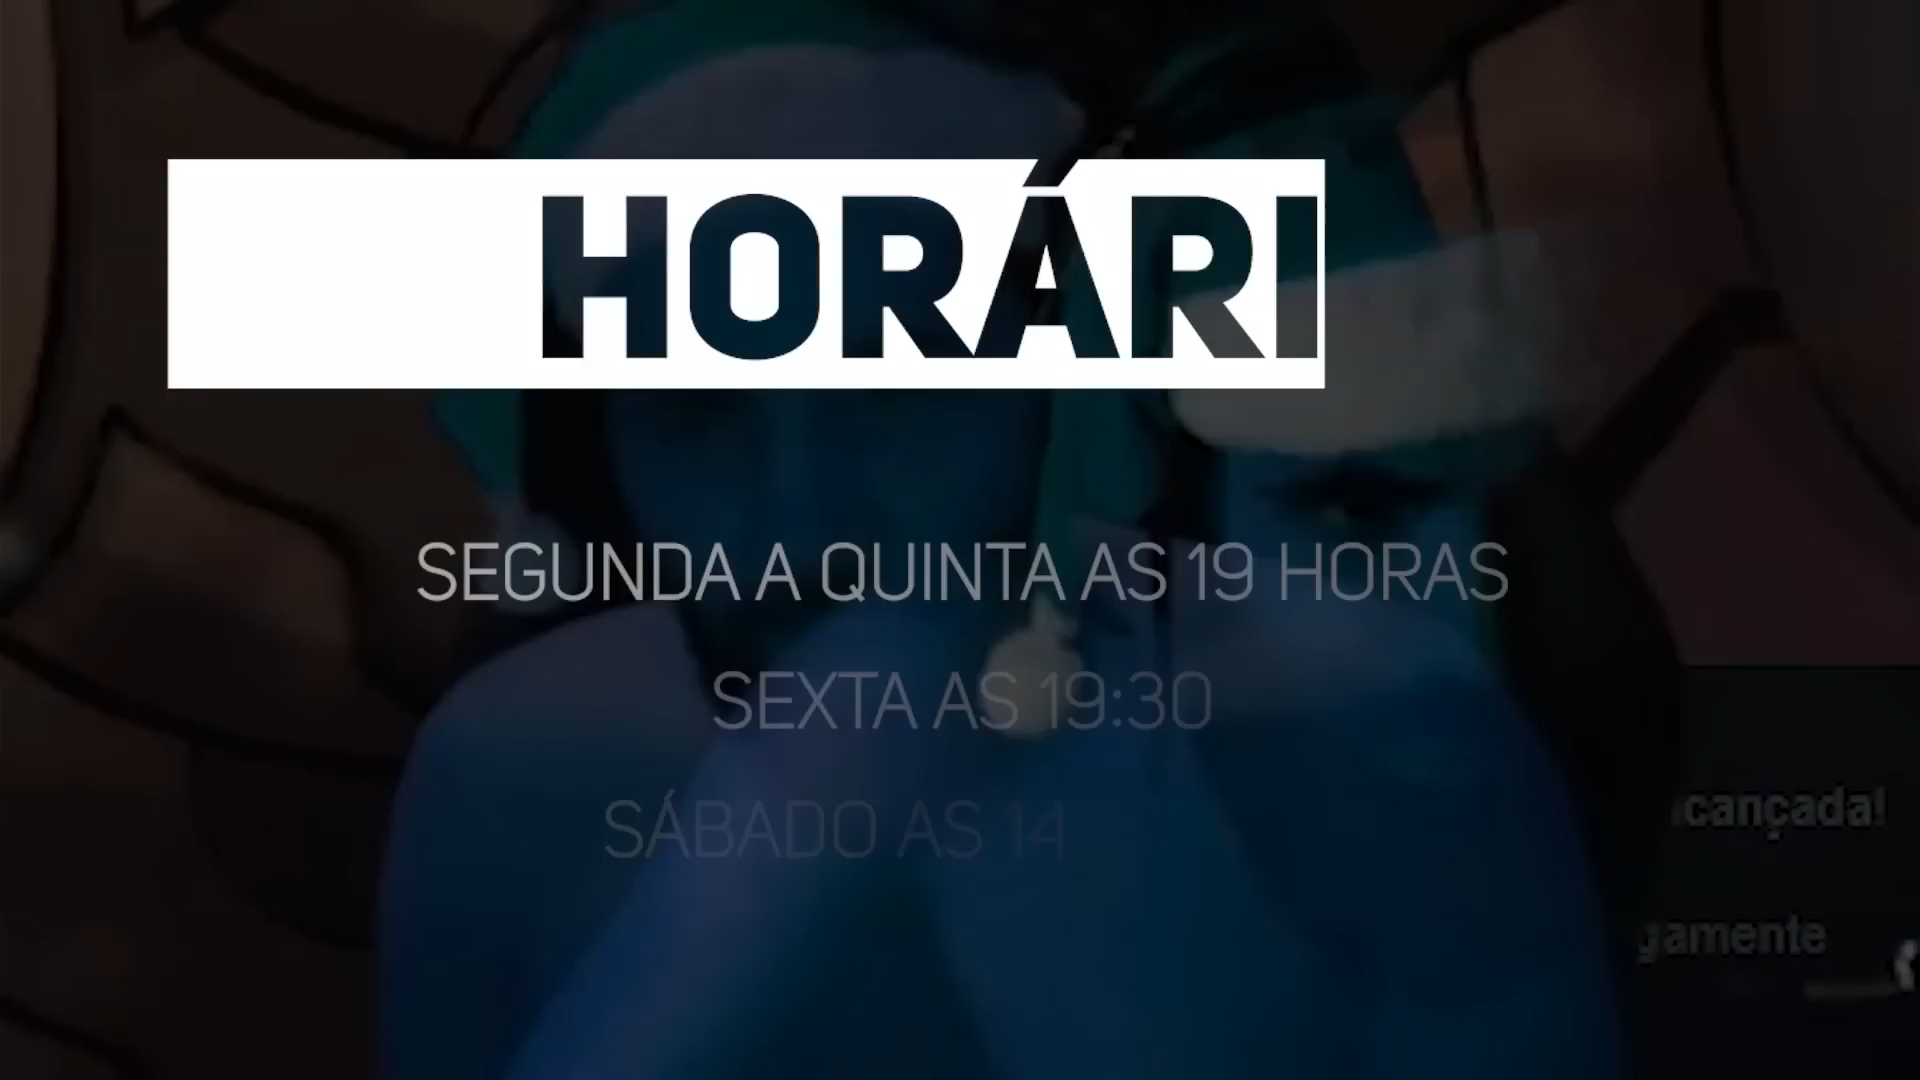 HORÁRI
SEGUNDA A QUINTA AS 19 HORAS
SEXTA AS 19:30
SÁBADO AS 14
cançada!
gamente